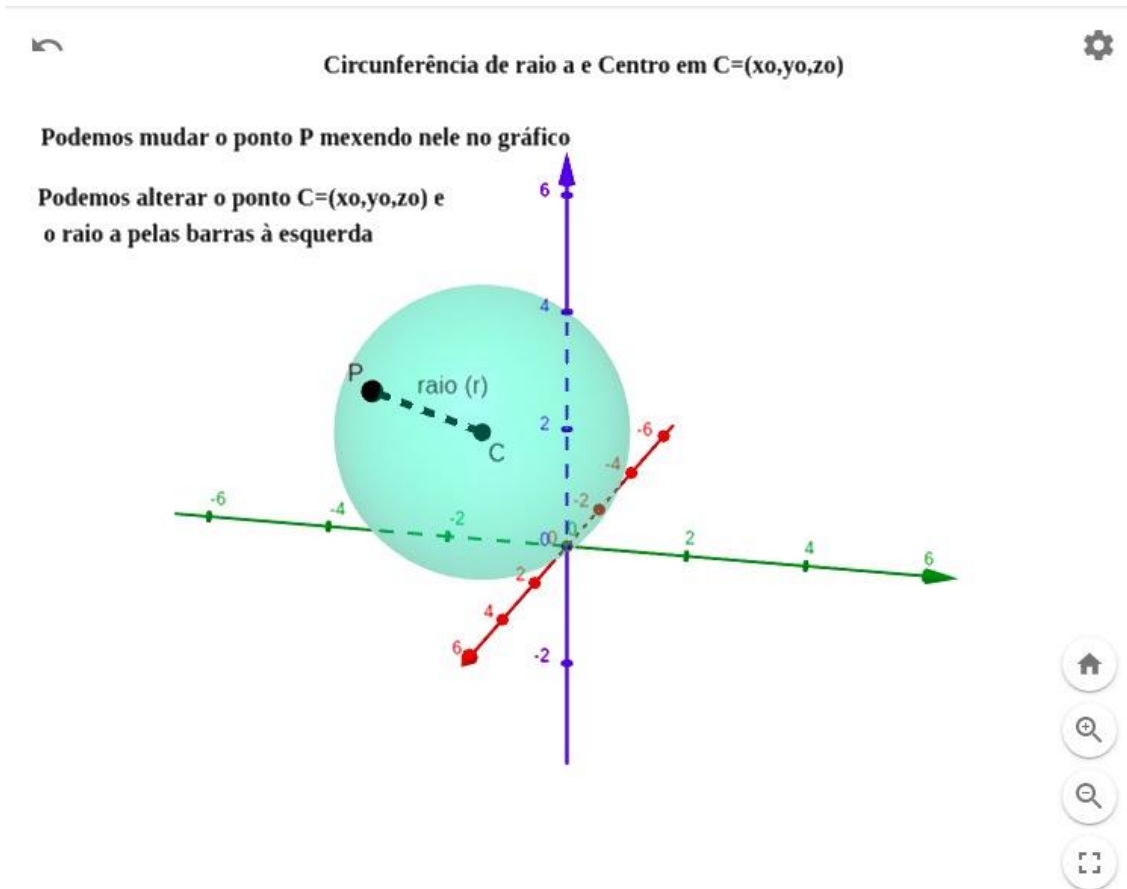 Circunferência de raio a e Centro em C=(xo,yo,zo)
Podemos mudar o ponto P mexendo nele no gráfico
Podemos alterar o ponto C=(xo,yo,zo) e
o raio a pelas barras à esquerda
6
4
P
raio (r)
2
C
-6
-4
-2
-6
-4
-2
0
0
0
2
4
6
2
4
6
-2